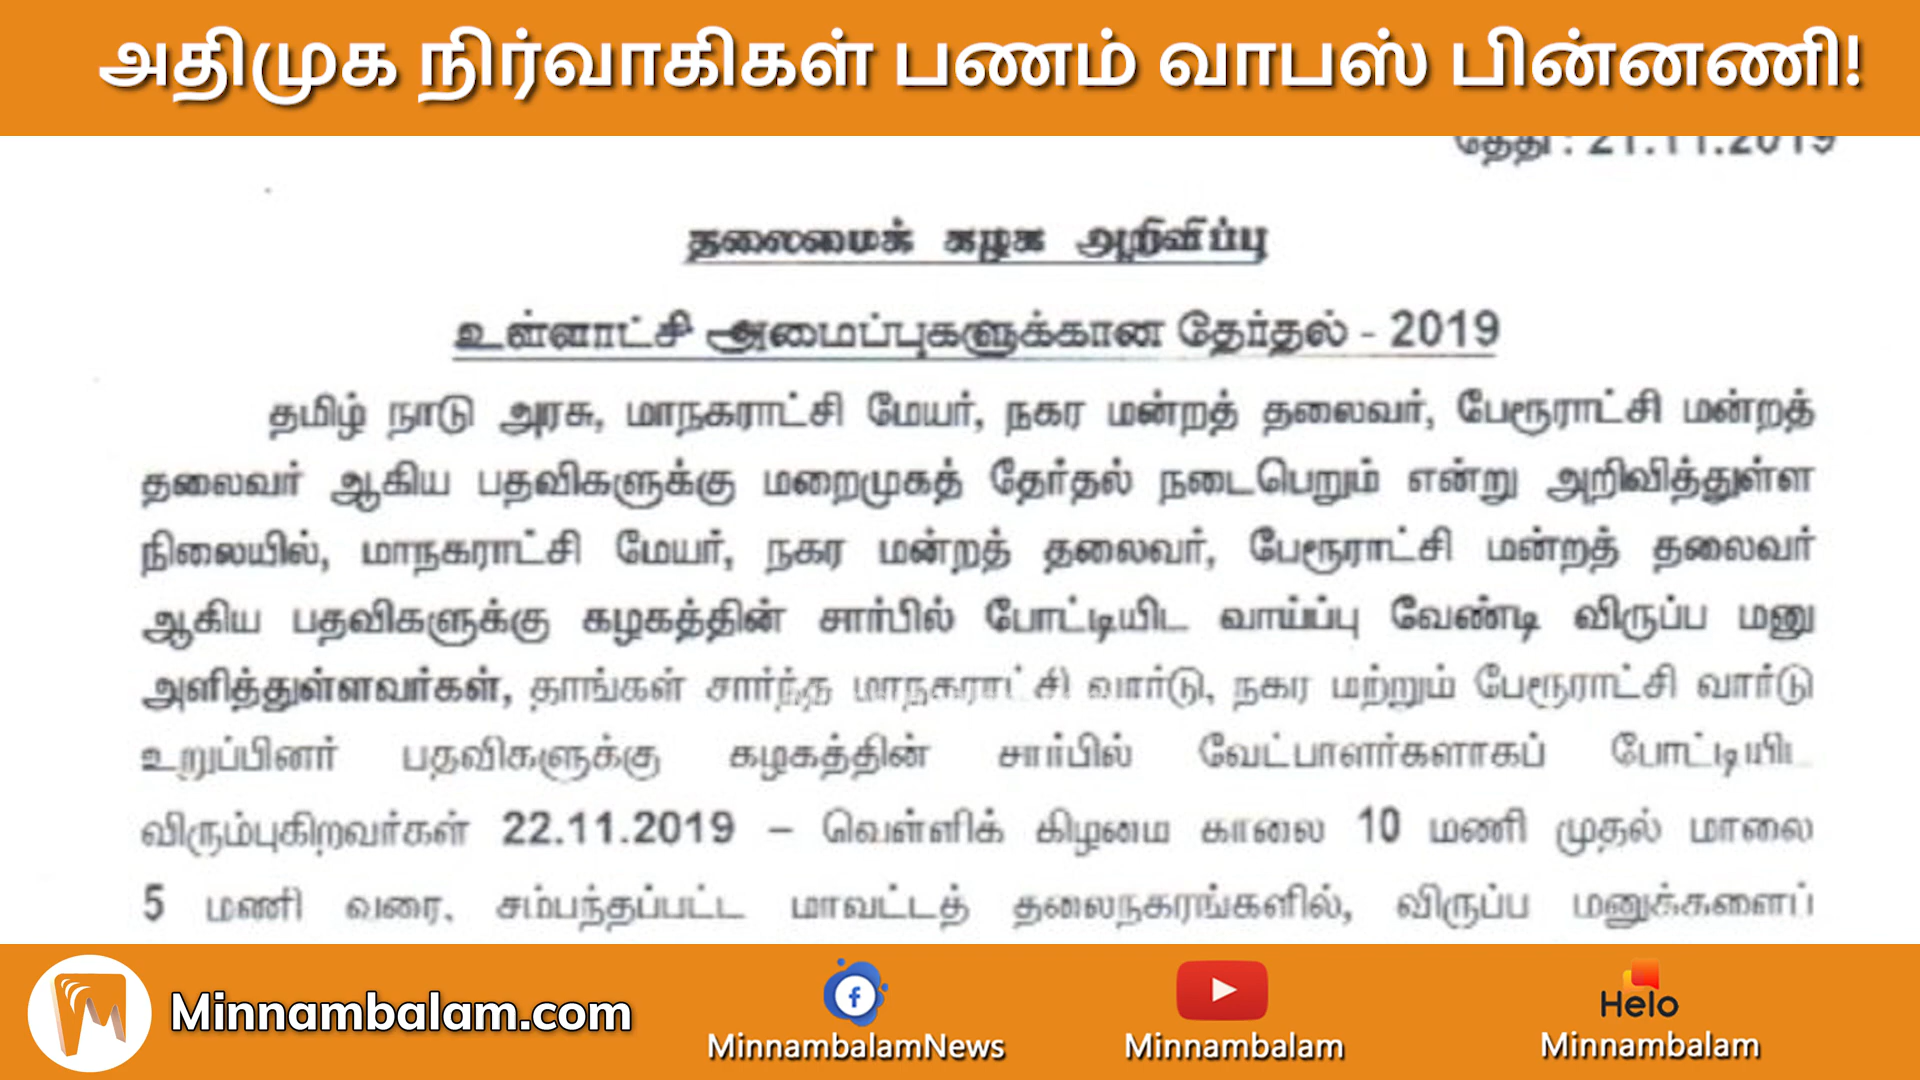 அதிமுக நிர்வாகிகள் பணம் வாபஸ் பின்னணி!
தேதி : 21.11.2019
தலைமைக் கழக அறிவிப்பு
உள்ளாட்சி அமைப்புகளுக்கான தேர்தல் - 2019
தமிழ் நாடு அரசு, மாநகராட்சி மேயர், நகர மன்றத் தலைவர், பேரூராட்சி மன்றத்
தலைவர் ஆகிய பதவிகளுக்கு மறைமுகத் தேர்தல் நடைபெறும் என்று அறிவித்துள்ள
நிலையில், மாநகராட்சி மேயர், நகர மன்றத் தலைவர், பேரூராட்சி மன்றத் தலைவர்
ஆகிய பதவிகளுக்கு கழகத்தின் சார்பில் போட்டியிட வாய்ப்பு வேண்டி விருப்ப மனு
அளித்துள்ளவர்கள், தாங்கள் சார்ந்த மாநகராட்சி வார்டு, நகர மற்றும் பேரூராட்சி வார்டு
உறுப்பினர் பதவிகளுக்கு கழகத்தின் சார்பில் வேட்பாளர்களாகப் போட்டியிட
விரும்புகிறவர்கள் 22.11.2019 – வெள்ளிக் கிழமை காலை 10 மணி முதல் மாலை
5 மணி வரை, சம்பந்தப்பட்ட மாவட்டத் தலைநகரங்களில், விருப்ப மனுக்களைப்
Minnambalam.com
MinnambalamNews
Minnambalam
Helo
Minnambalam